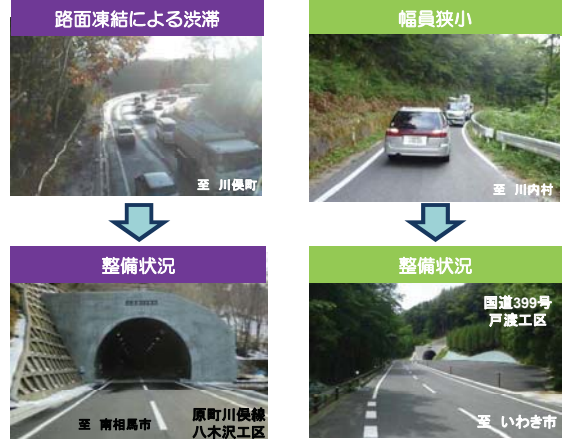 路面凍結による渋滞
幅員狭小
至 川俣町
至 川内村
整備状況
整備状況
国道399号
戸渡工区
至 南相馬市
原町川俣線
八木沢工区
至 いわき市